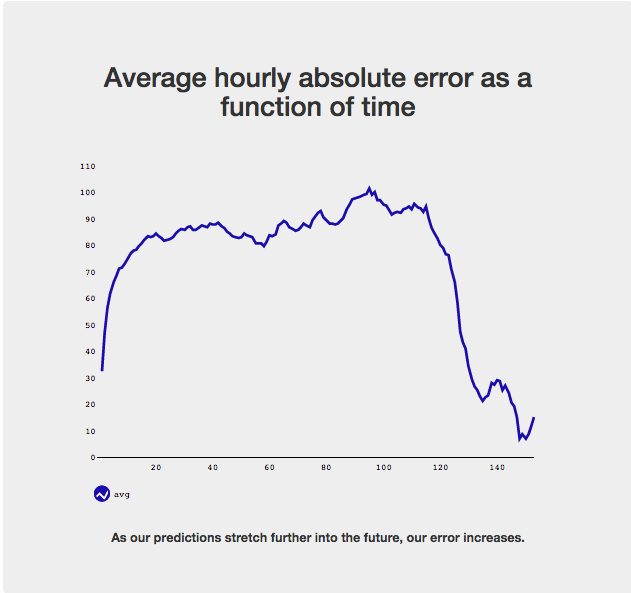 Average hourly absolute error as a
function of time
110
100
90
80
70
60
50
40
30
20
10
0
20 40 60 80 100 120 140
avg
As our predictions stretch further into the future, our error increases.